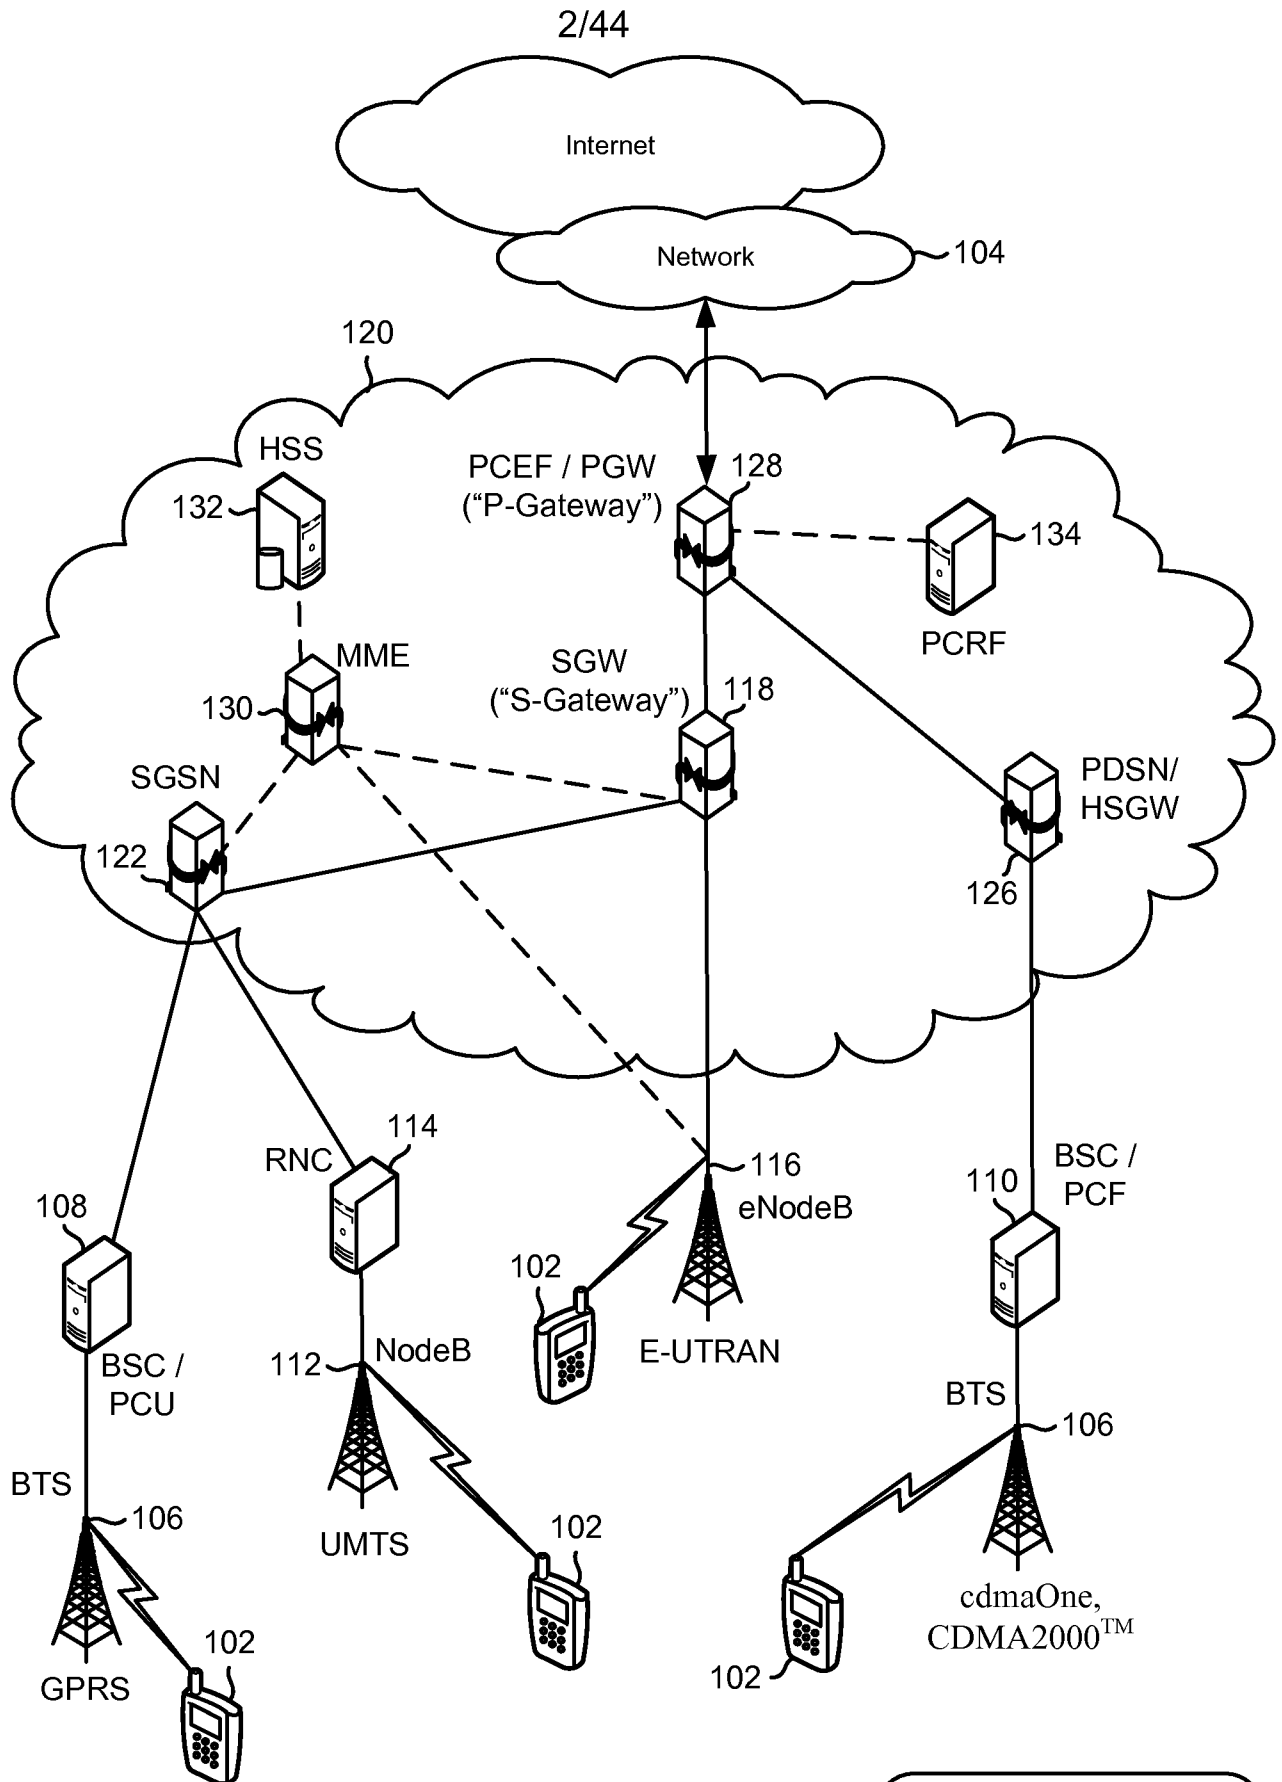 2/44
Internet
Network
104
120
HSS
132
PCEF / PGW
(“P-Gateway”)
128
134
PCRF
MME
130
SGW
(“S-Gateway”)
118
SGSN
122
PDSN/
HSGW
126
RNC
114
116
eNodeB
BSC /
PCF
110
108
102
E-UTRAN
BSC /
PCU
NodeB
112
BTS
106
BTS
106
UMTS
102
cdmaOne,
CDMA2000™
102
102
GPRS